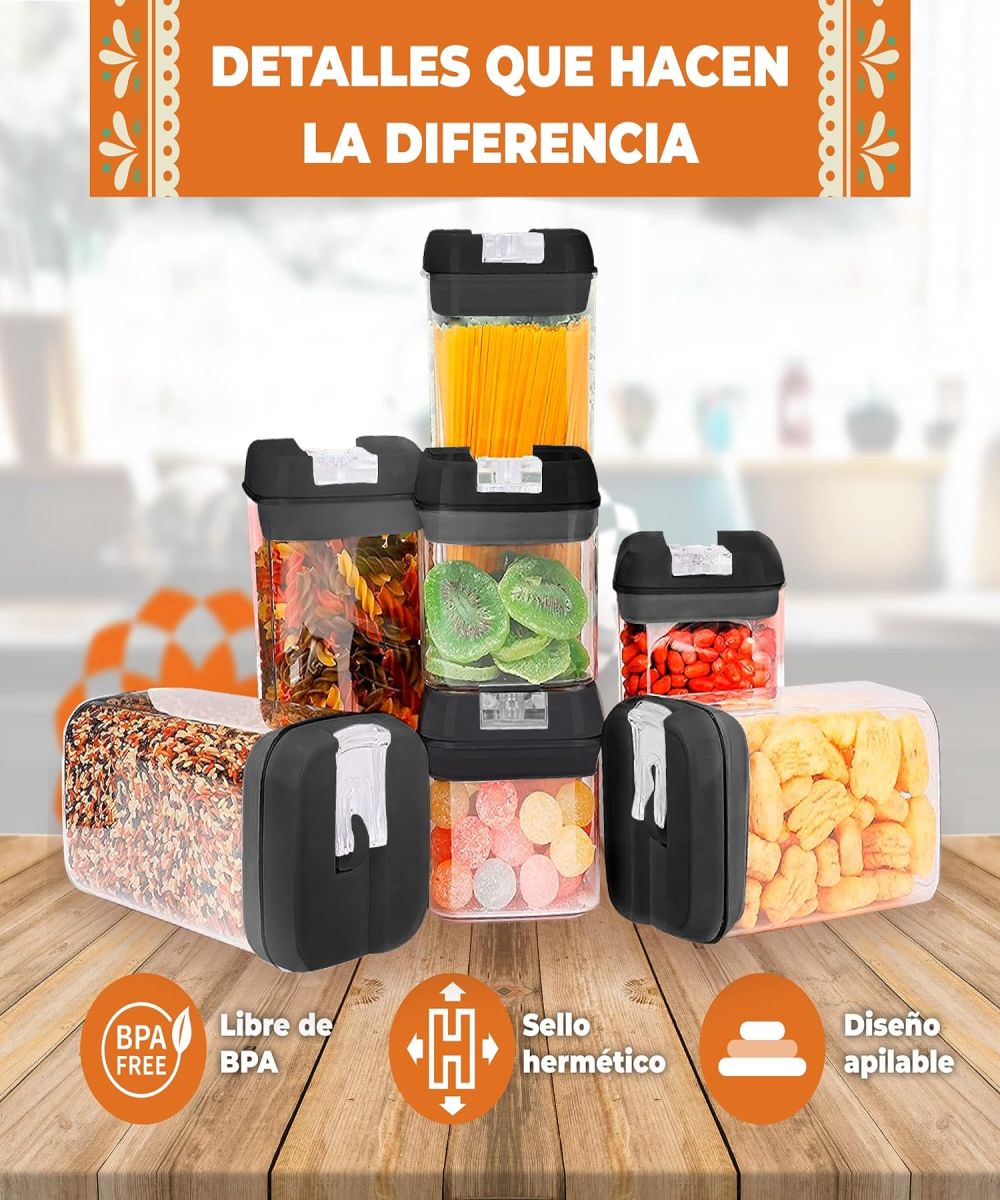 DETALLES QUE HACEN
LA DIFERENCIA
BPA
FREE
Libre de
BPA
H
Sello
hermético
Diseño
apilable